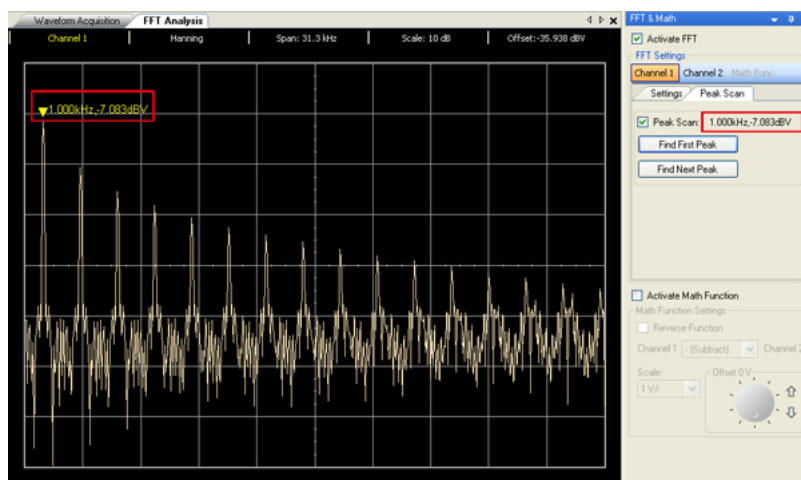 Waveform Acquisition FFT Analysis
Channel 1 Hanning Span: 31.3 kHz Scale: 10 dB Offset:-35.938 dBV
1.000kHz,-7.083dBV
FFT & Math
Activate FFT
FFT Settings
Channel 1 Channel 2 Math Func.
Settings Peak Scan
Peak Scan: 1.000kHz,-7.083dBV
Find First Peak
Find Next Peak
Activate Math Function
Math Function Settings
Reverse Function
Channel 1 - (Subtract) Channel 2
Scale: Offset:0 V
1 V/